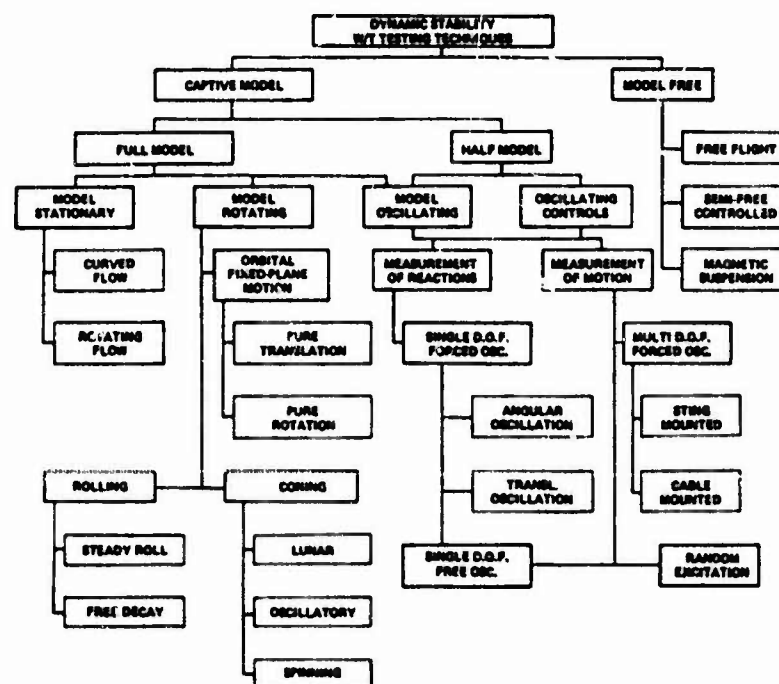 DYNAMIC STABILITY
W/T TESTING TECHNIQUES
CAPTIVE MODEL
MODEL FREE
FULL MODEL
HALF MODEL
FREE FLIGHT
MODEL
STATIONARY
MODEL
ROTATING
MODEL
OSCILLATING
OSCILLATING
CONTROLS
SEMI-FREE
CONTROLLED
CURVED
FLOW
ORBITAL
FIXED-PLANE
MOTION
MEASUREMENT
OF REACTIONS
MEASUREMENT
OF MOTION
MAGNETIC
SUSPENSION
ROTATING
FLOW
PURE
TRANSLATION
SINGLE D.O.F.
FORCED OSC.
MULTI D.O.F.
FORCED OSC.
PURE
ROTATION
ANGULAR
OSCILLATION
STING
MOUNTED
ROLLING
CONING
TRANSL.
OSCILLATION
CABLE
MOUNTED
STEADY ROLL
LUNAR
SINGLE D.O.F.
FREE OSC.
RANDOM
EXCITATION
FREE DECAY
OSCILLATORY
SPINNING